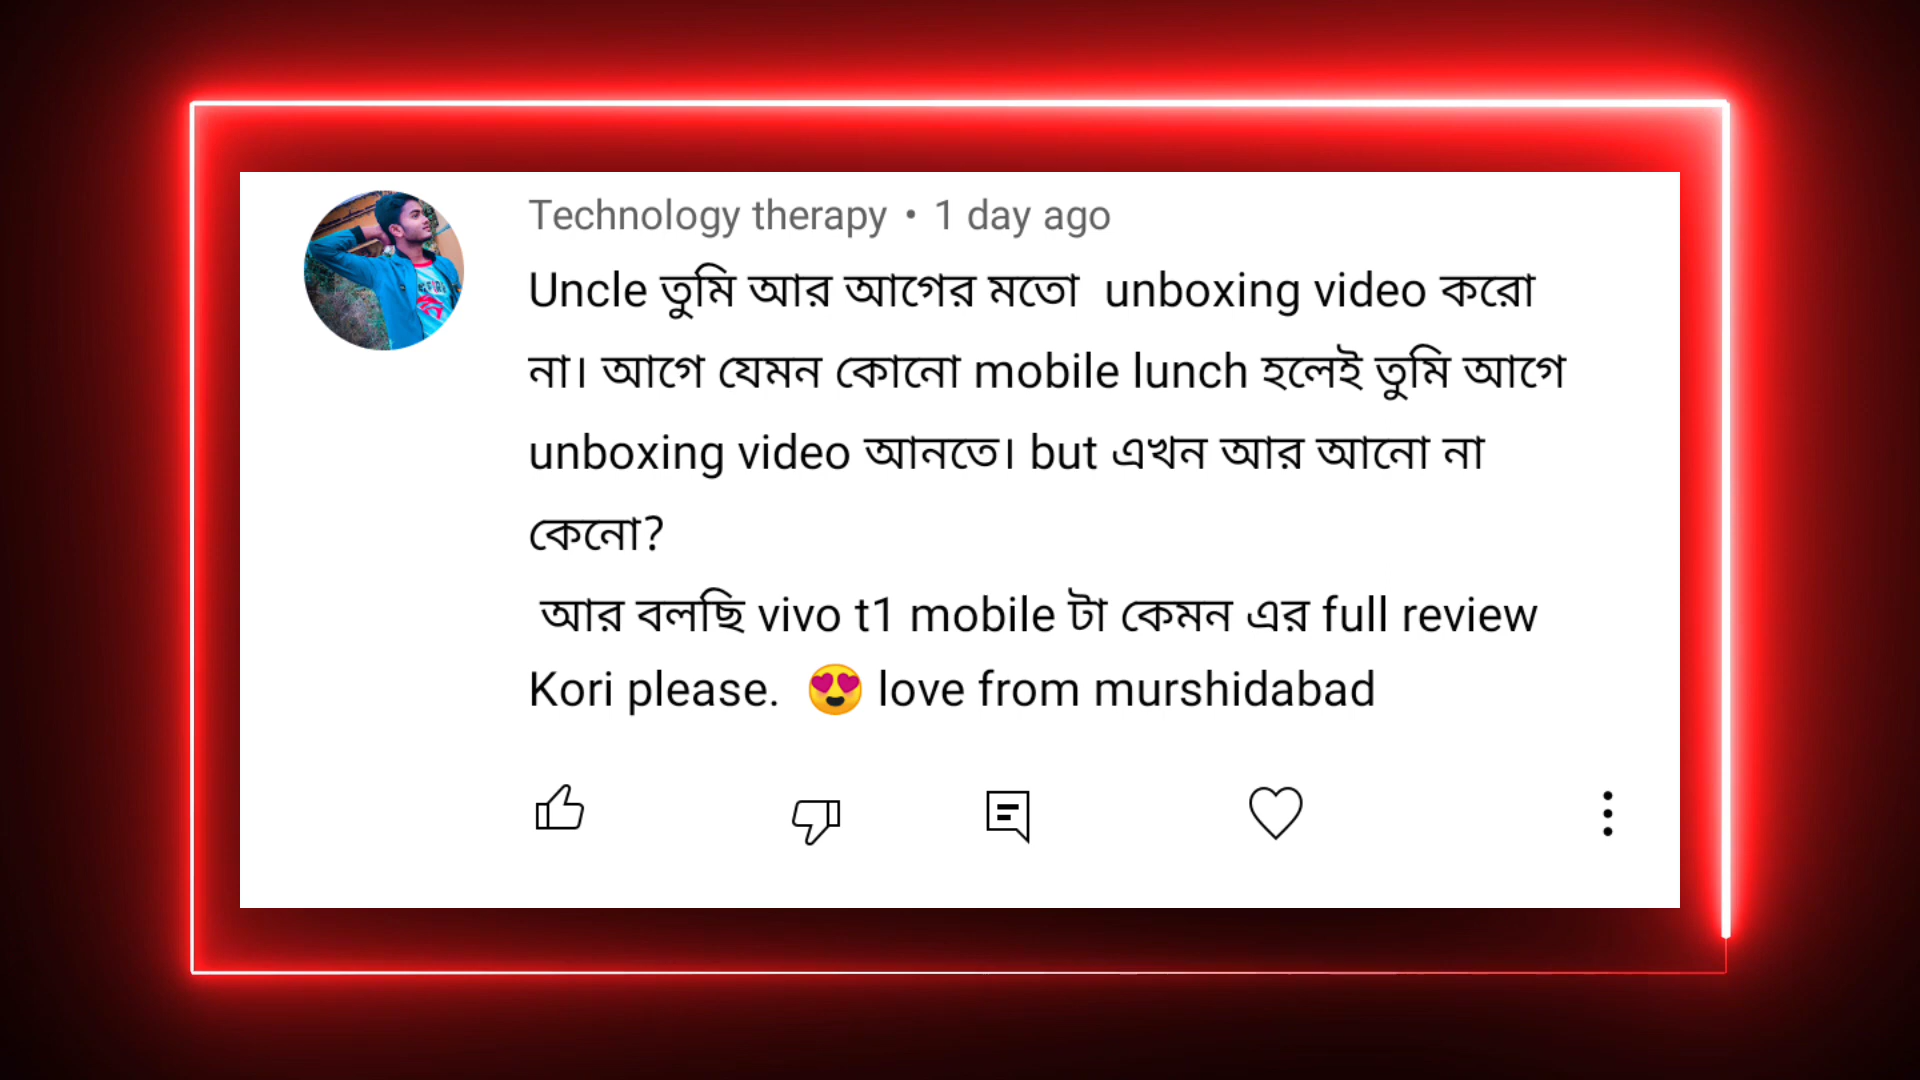 Technology therapy • 1 day ago
Uncle তুমি আর আগের মতো unboxing video করো
না। আগে যেমন কোনো mobile lunch হলেই তুমি আগে
unboxing video আনতে। but এখন আর আনো না
কেনো?
আর বলছি vivo t1 mobile টা কেমন এর full review
Kori please. 😍 love from murshidabad